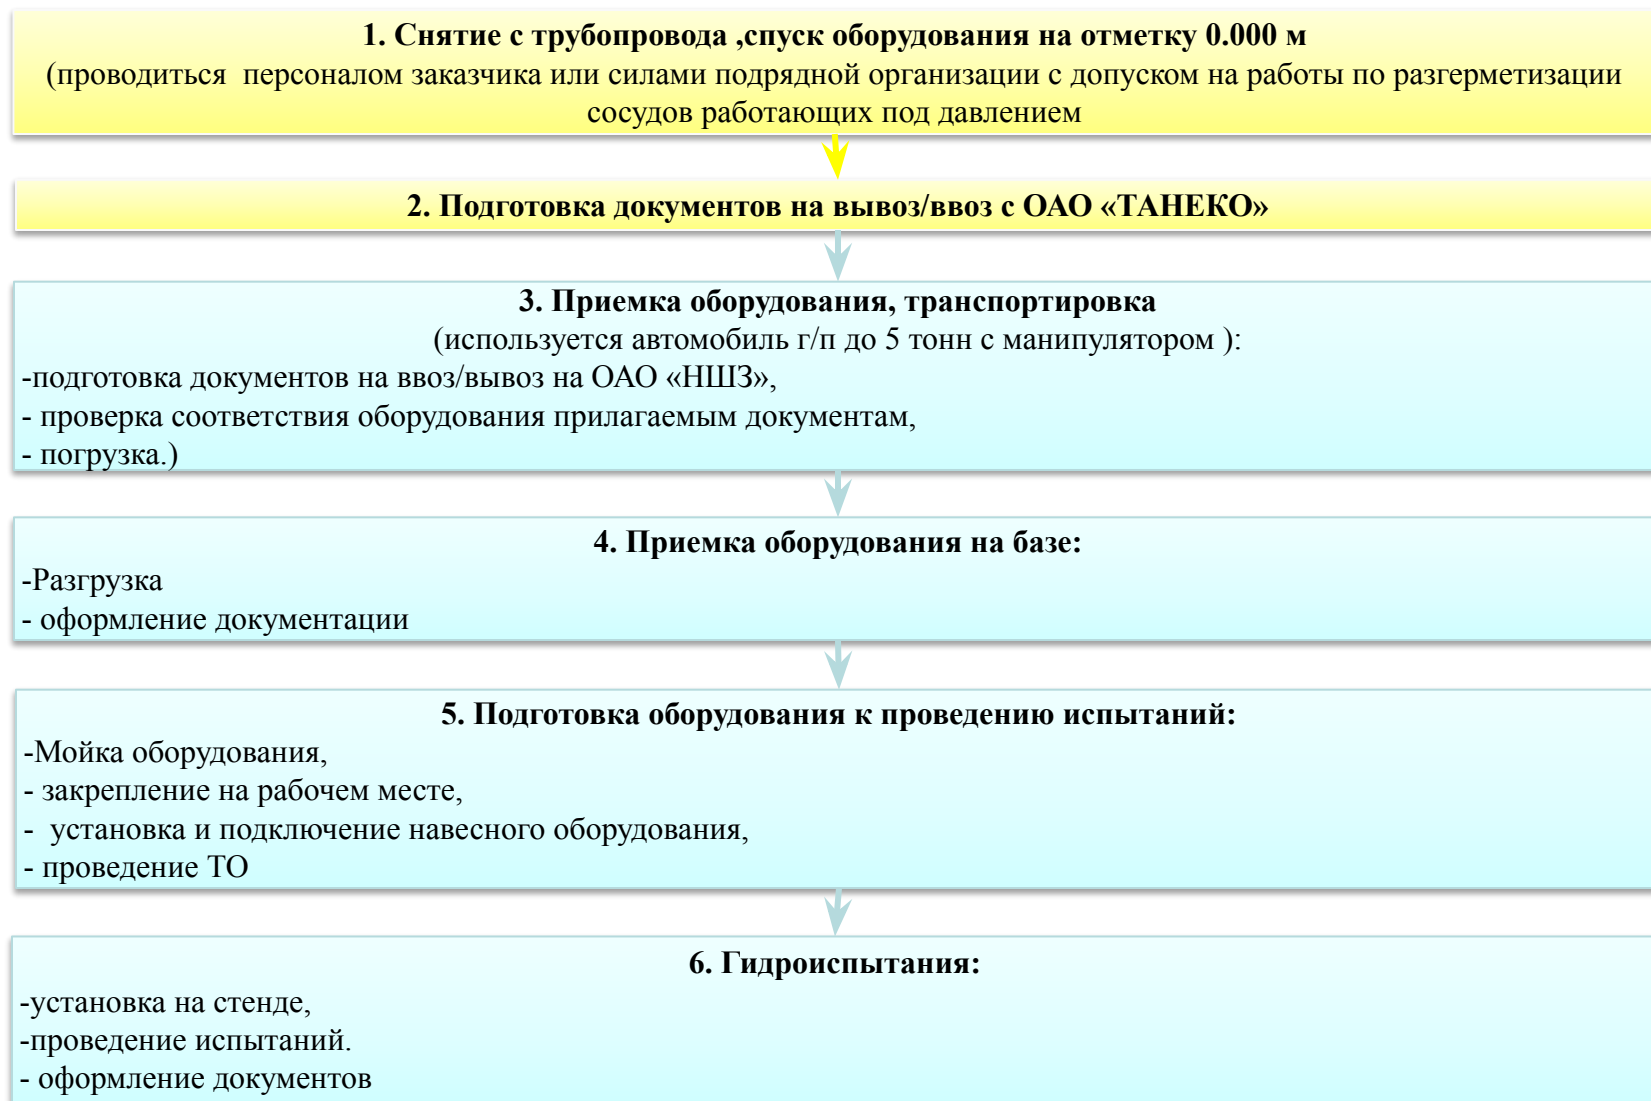 1. Снятие с трубопровода ,спуск оборудования на отметку 0.000 м
(проводиться  персоналом заказчика или силами подрядной организации с допуском на работы по разгерметизации
сосудов работающих под давлением
2. Подготовка документов на вывоз/ввоз с ОАО «ТАНЕКО»
3. Приемка оборудования, транспортировка
(используется автомобиль г/п до 5 тонн с манипулятором ):
-подготовка документов на ввоз/вывоз на ОАО «НШЗ»,
- проверка соответствия оборудования прилагаемым документам,
- погрузка.)
4. Приемка оборудования на базе:
-Разгрузка
- оформление документации
5. Подготовка оборудования к проведению испытаний:
-Мойка оборудования,
- закрепление на рабочем месте,
-  установка и подключение навесного оборудования,
- проведение ТО
6. Гидроиспытания:
-установка на стенде,
-проведение испытаний.
- оформление документов